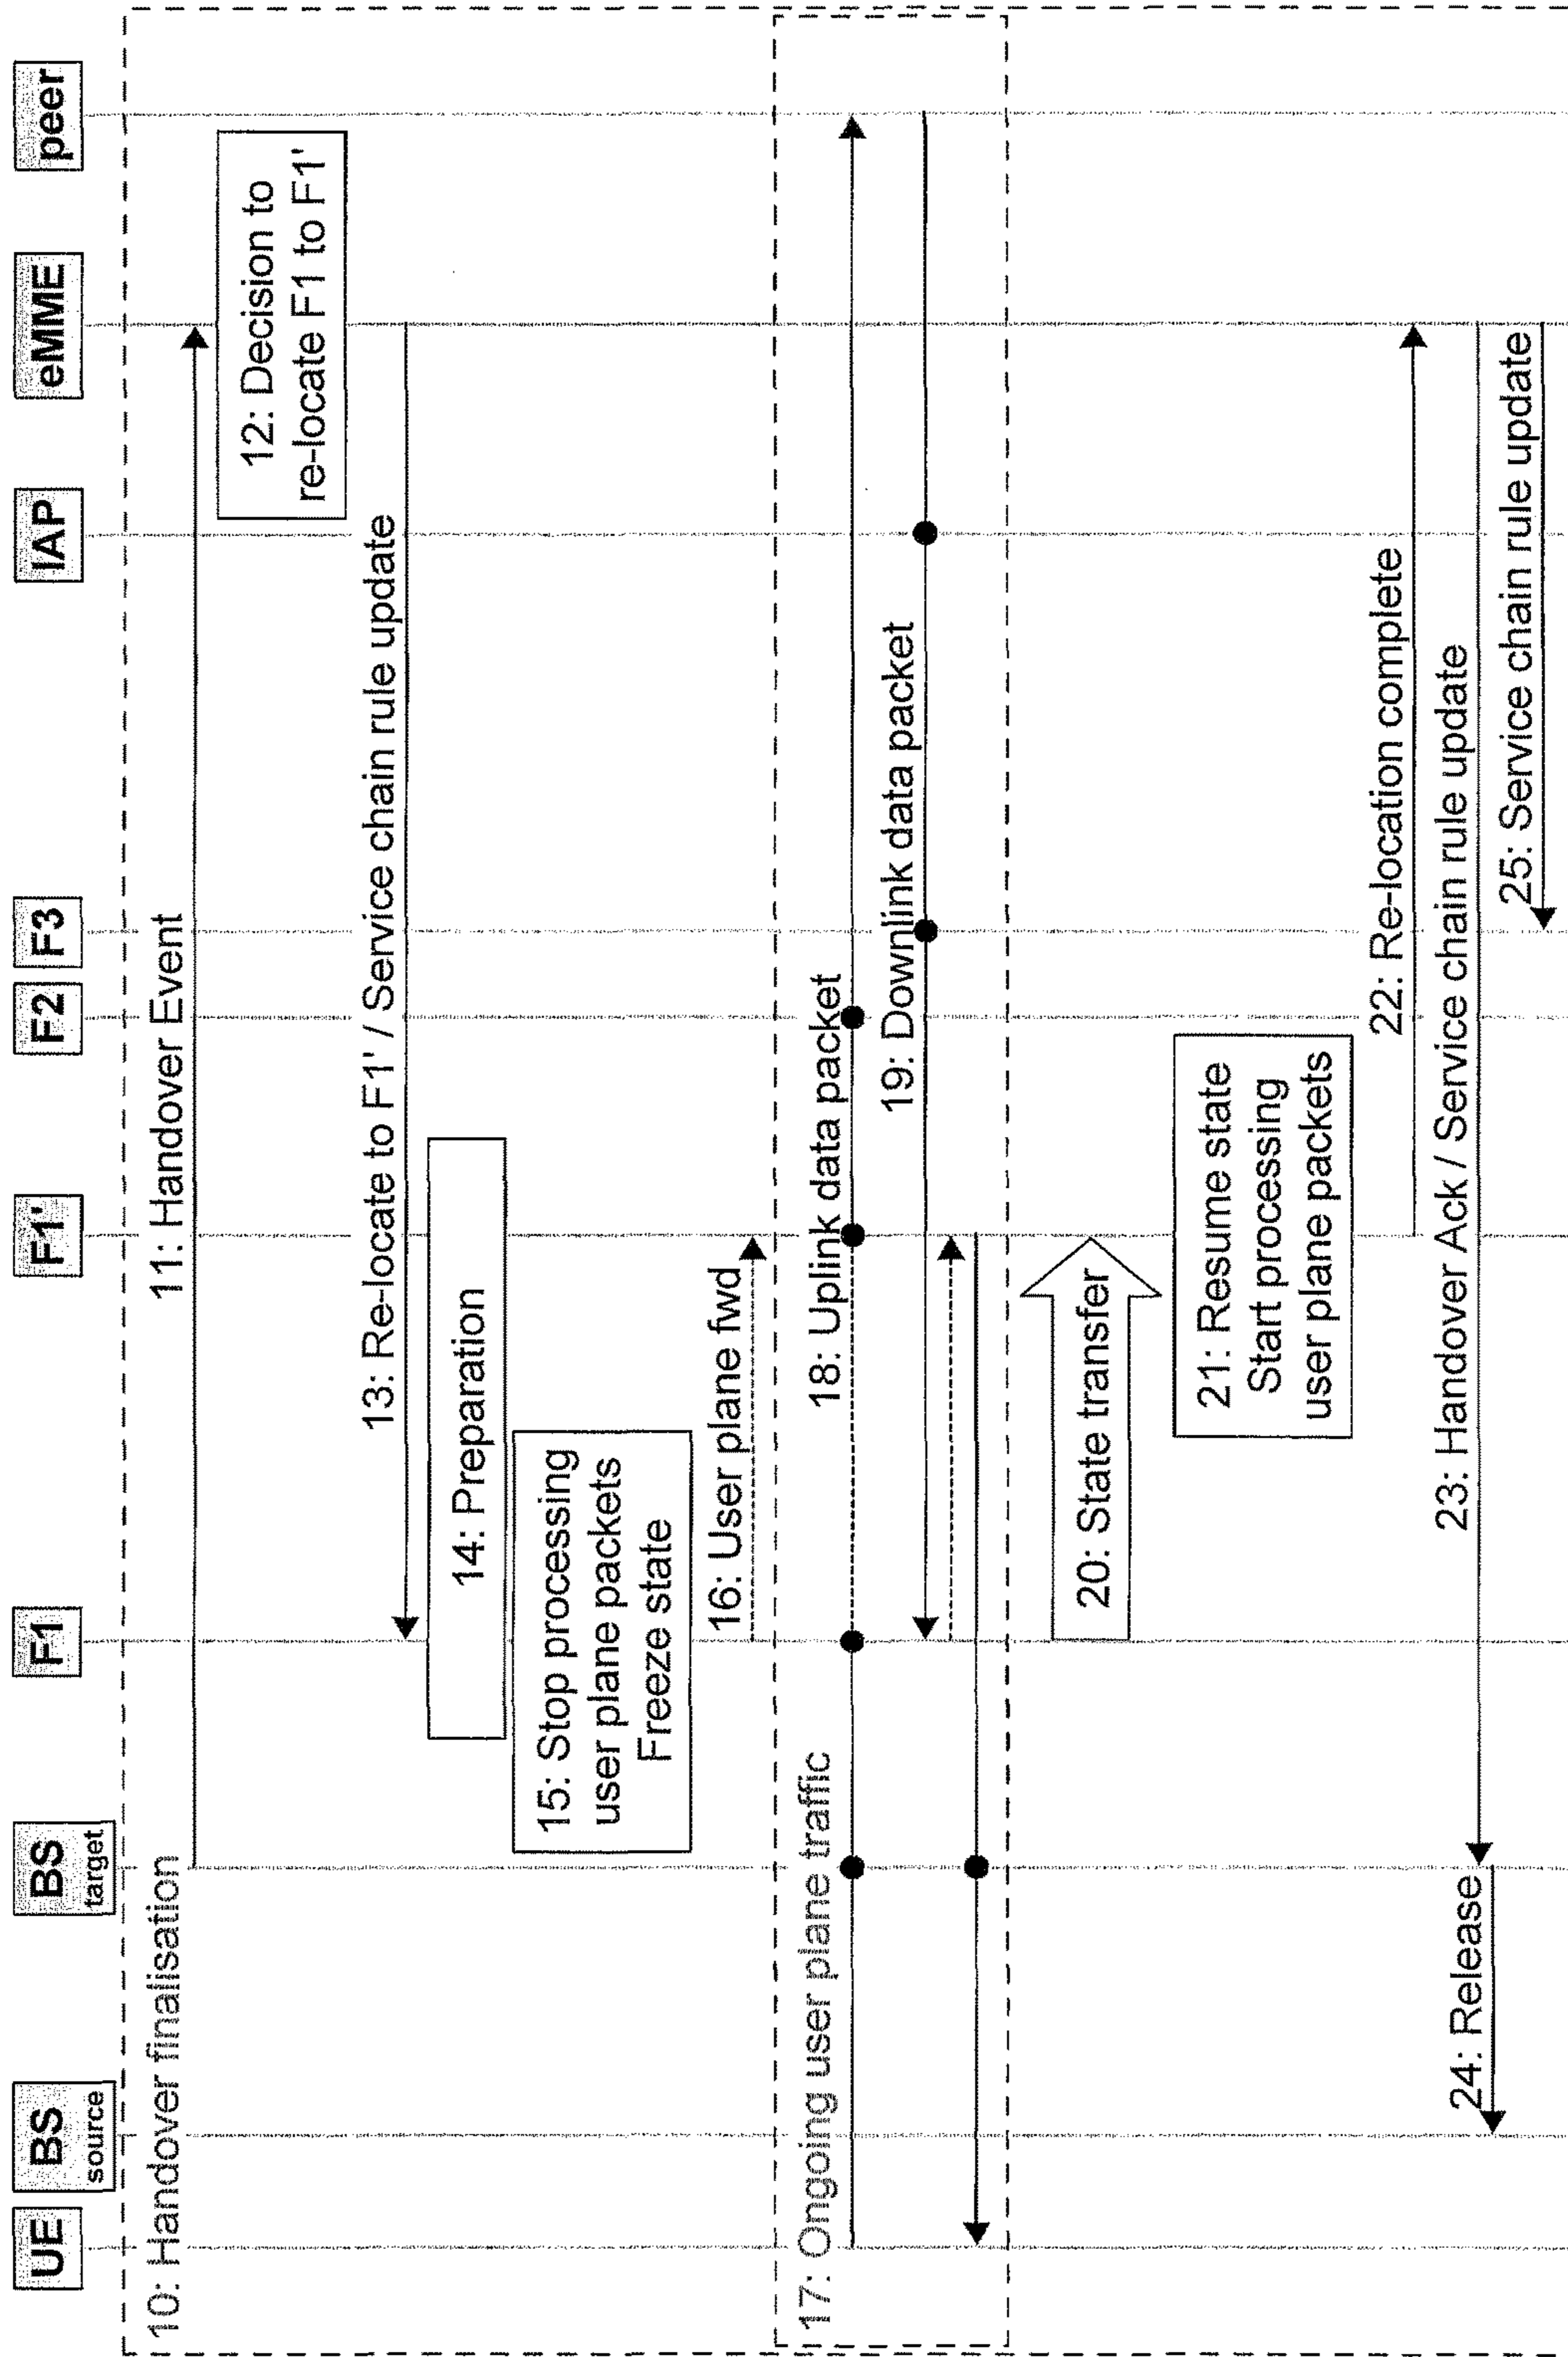 UE
BS
source
BS
target
F1
F1'
F2
F3
IAP
eMME
peer
10: Handover finalisation
11: Handover Event
12: Decision to
re-locate F1 to F1'
13: Re-locate to F1' / Service chain rule update
14: Preparation
15: Stop processing
user plane packets
Freeze state
16: User plane fwd
17: Ongoing user plane traffic
18: Uplink data packet
19: Downlink data packet
20: State transfer
21: Resume state
Start processing
user plane packets
22: Re-location complete
23: Handover Ack / Service chain rule update
24: Release
25: Service chain rule update